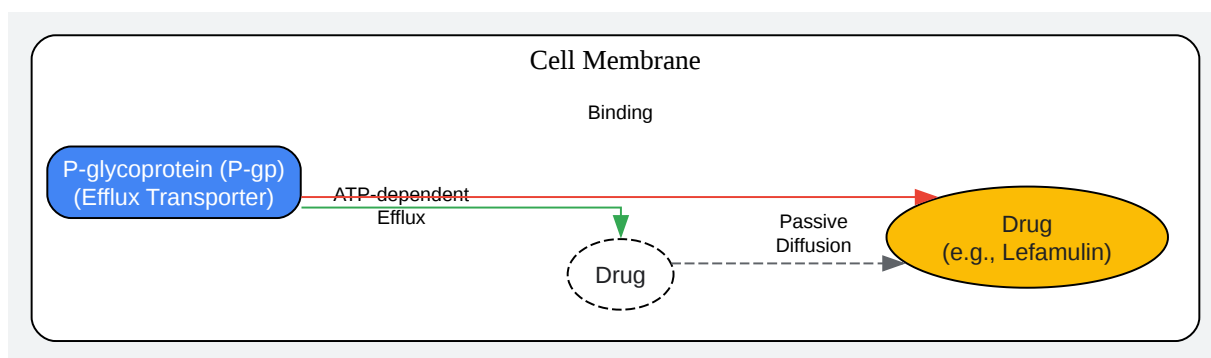 Cell Membrane
Binding
P-glycoprotein (P-gp)
(Efflux Transporter)
ATP-dependent
Efflux
Passive
Diffusion
Drug
(e.g., Lefamulin)
Drug